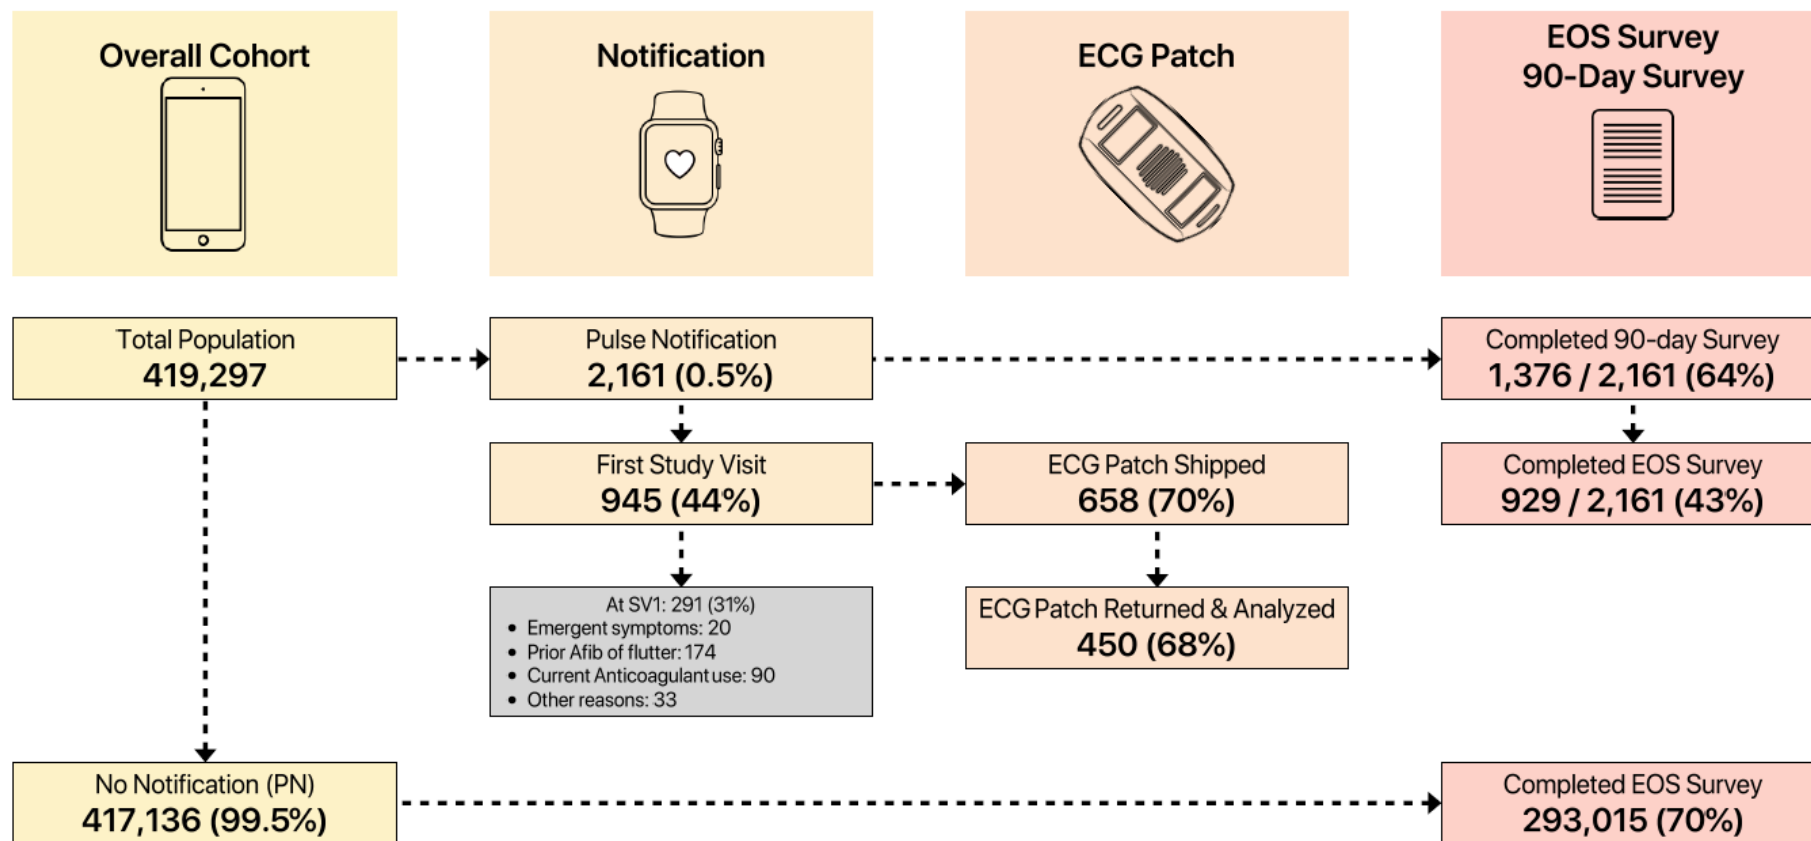 Overall Cohort
Notification
ECG Patch
EOS Survey
90-Day Survey
Total Population
419,297
Pulse Notification
2,161 (0.5%)
Completed 90-day Survey
1,376 / 2,161 (64%)
First Study Visit
945 (44%)
ECG Patch Shipped
658 (70%)
Completed EOS Survey
929 / 2,161 (43%)
At SV1: 291 (31%)
• Emergent symptoms: 20
• Prior Afib of flutter: 174
• Current Anticoagulant use: 90
• Other reasons: 33
ECG Patch Returned & Analyzed
450 (68%)
No Notification (PN)
417,136 (99.5%)
Completed EOS Survey
293,015 (70%)